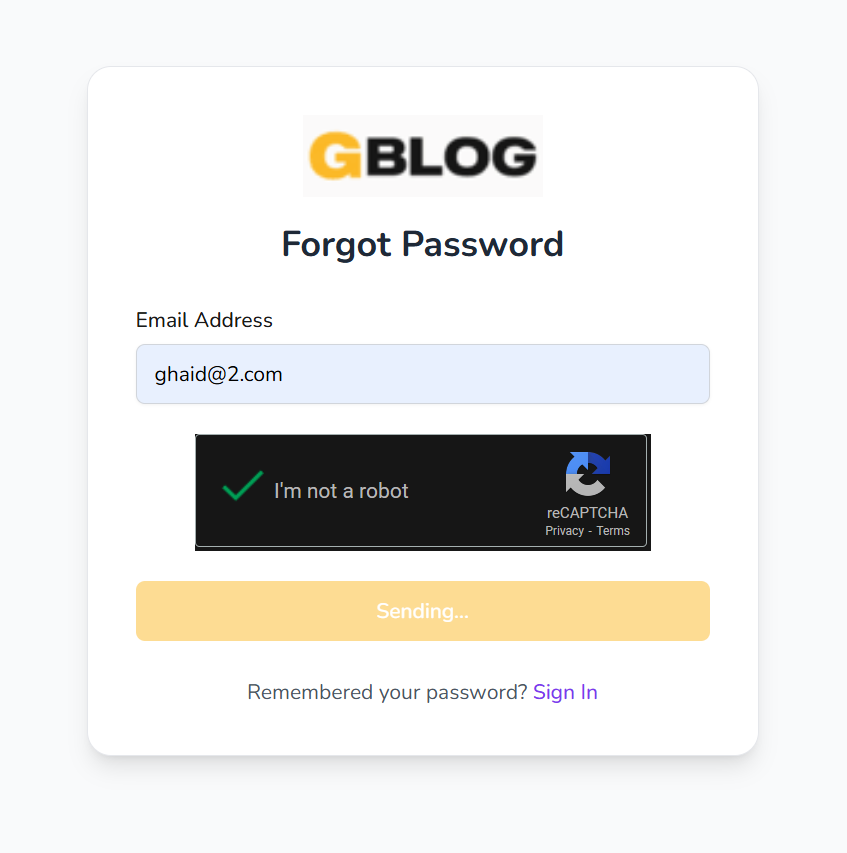 GBLOG
Forgot Password
Email Address
ghaid@2.com
I'm not a robot
reCAPTCHA
Privacy - Terms
Sending...
Remembered your password? Sign In